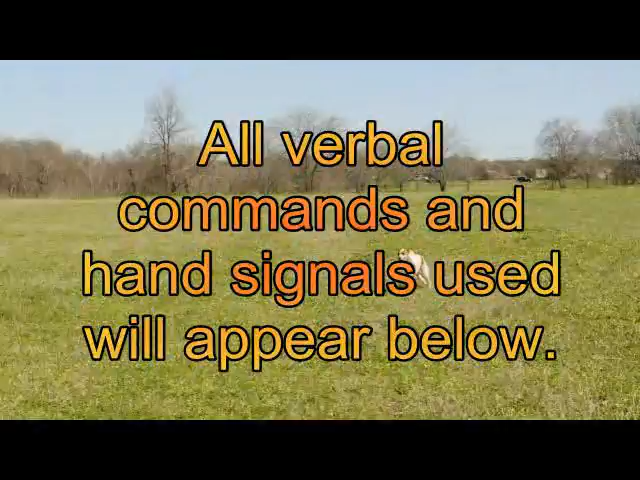 All verbal
commands and
hand signals used
will appear below.